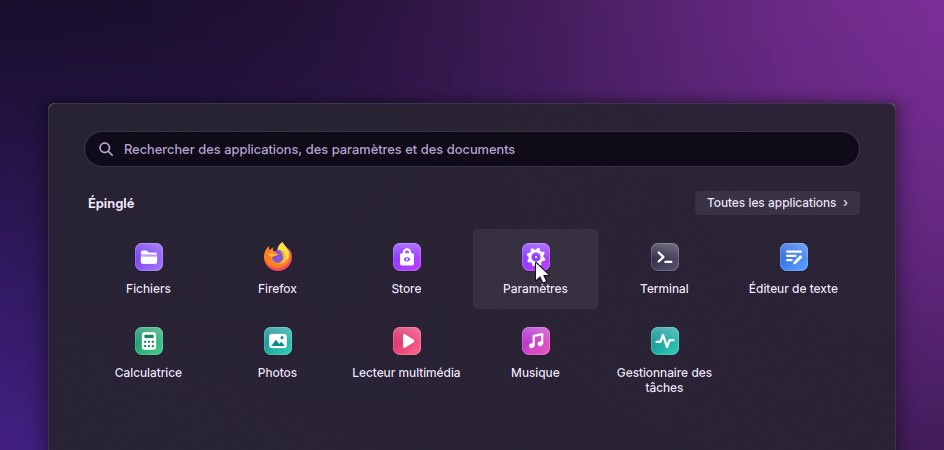 Rechercher des applications, des paramètres et des documents
Épinglé
Toutes les applications ›
Fichiers
Firefox
Store
Paramètres
Terminal
Éditeur de texte
Calculatrice
Photos
Lecteur multimédia
Musique
Gestionnaire des
tâches